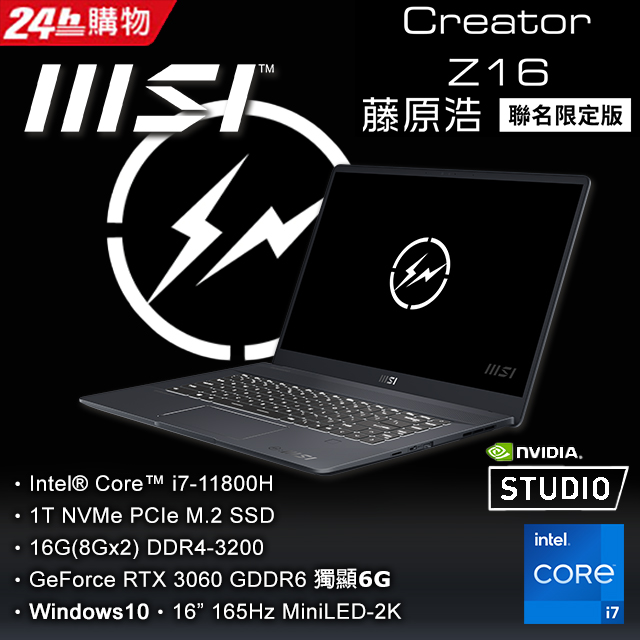 24h購物
Creator
Z16
msi™
藤原浩 聯名限定版
msi
msi
NVIDIA.
STUDIO
・Intel® Core™ i7-11800H
・1T NVMe PCIe M.2 SSD
・16G(8Gx2) DDR4-3200
・GeForce RTX 3060 GDDR6 獨顯6G
・Windows10・16” 165Hz MiniLED-2K
intel.
CORE
i7